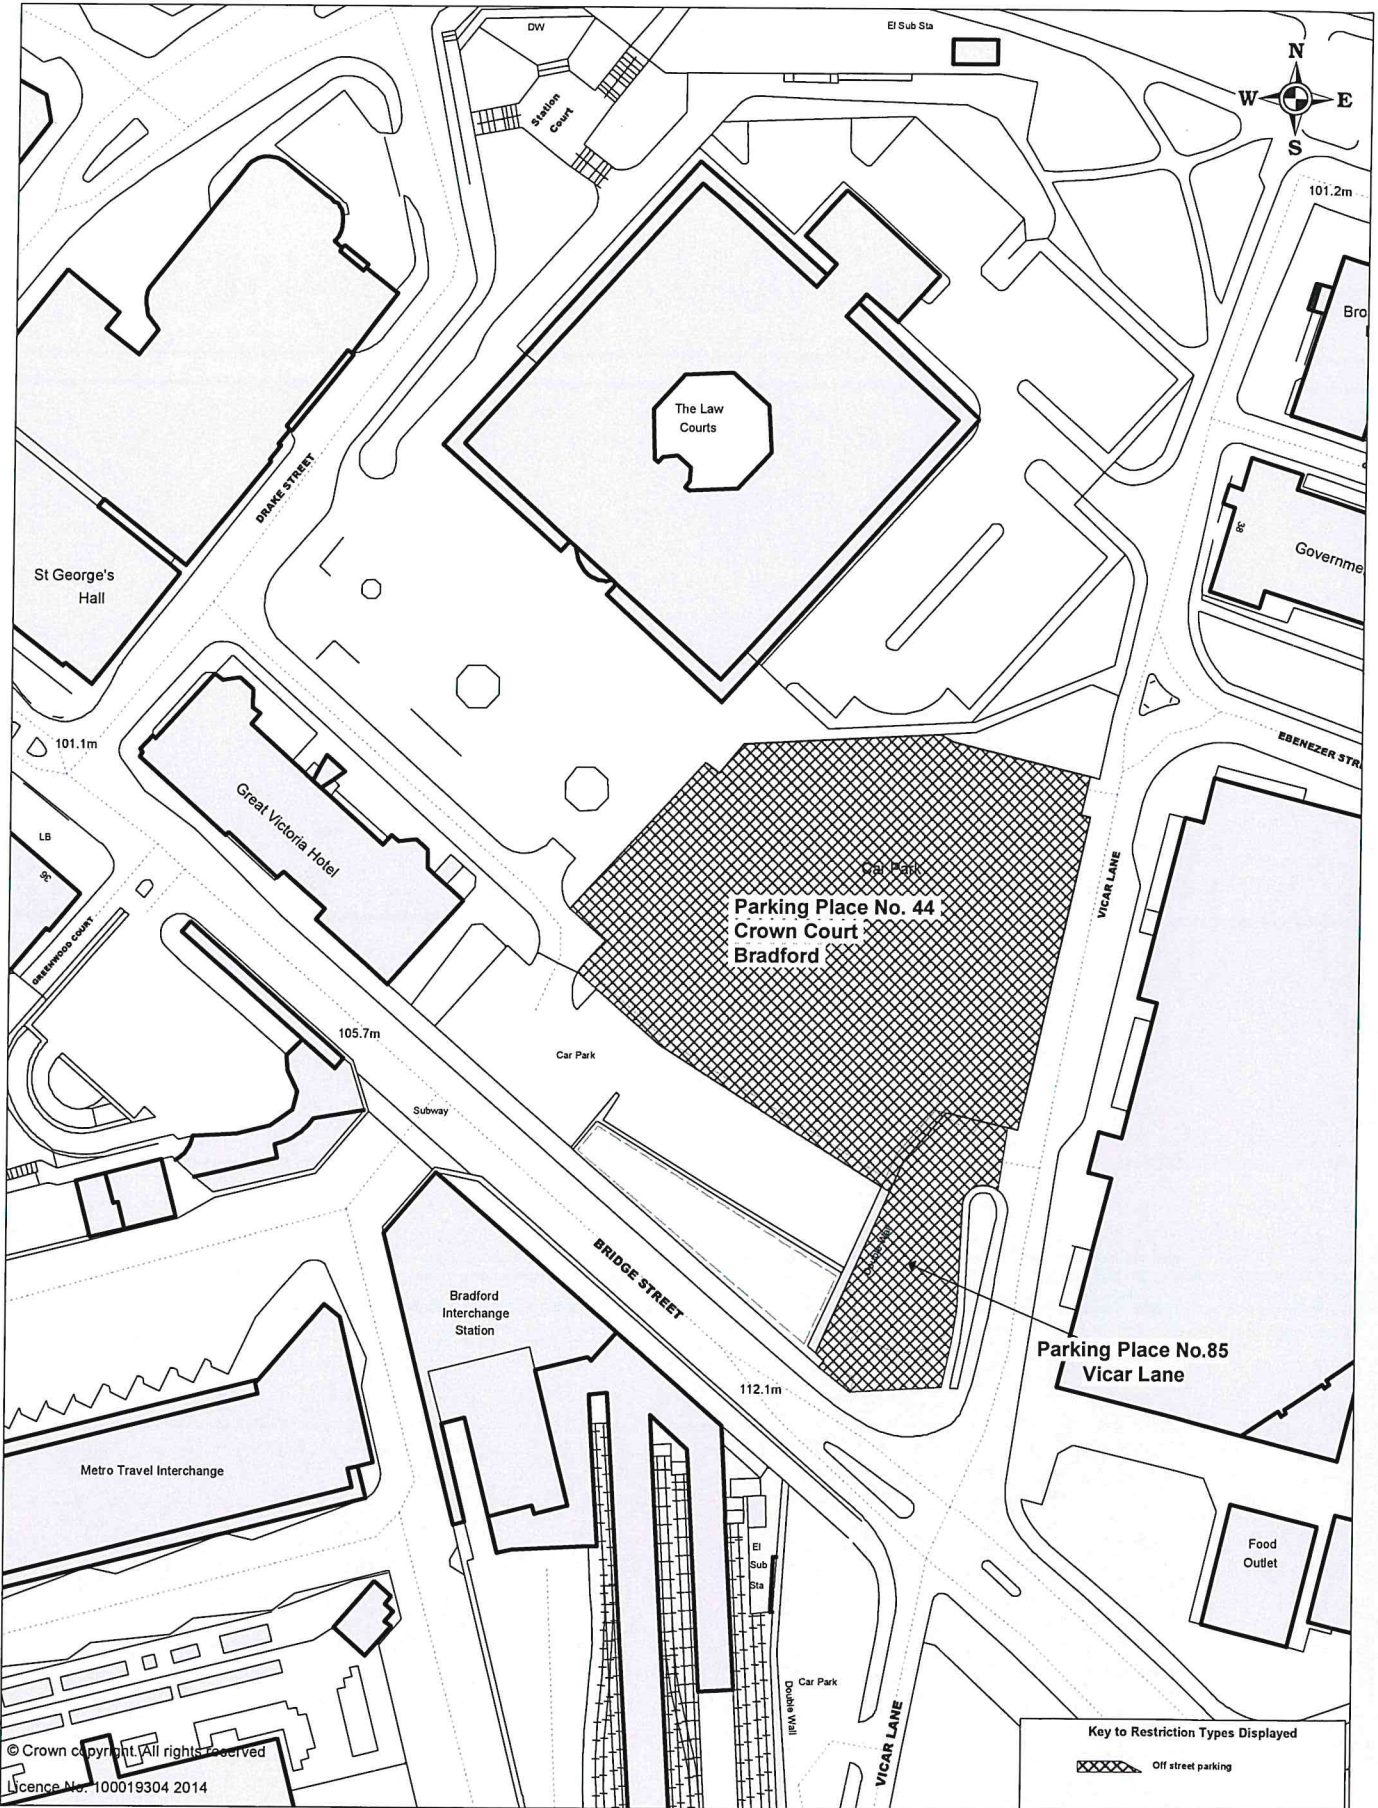 DW
El Sub Sta
N
W E
S
Station
Court
101.2m
Bro
The Law
Courts
DRAKE STREET
38
Governme
St George's
Hall
101.1m
EBENEZER STR
Great Victoria Hotel
LB
36
Car Park
VICAR LANE
Parking Place No. 44
Crown Court
Bradford
GREENWOOD COURT
105.7m
Car Park
Subway
Double Wall
BRIDGE STREET
Bradford
Interchange
Station
Parking Place No.85
Vicar Lane
112.1m
Metro Travel Interchange
El
Sub
Sta
Food
Outlet
Car Park
Double Wall
VICAR LANE
Key to Restriction Types Displayed
Off street parking
© Crown copyright. All rights reserved
Licence No. 100019304 2014